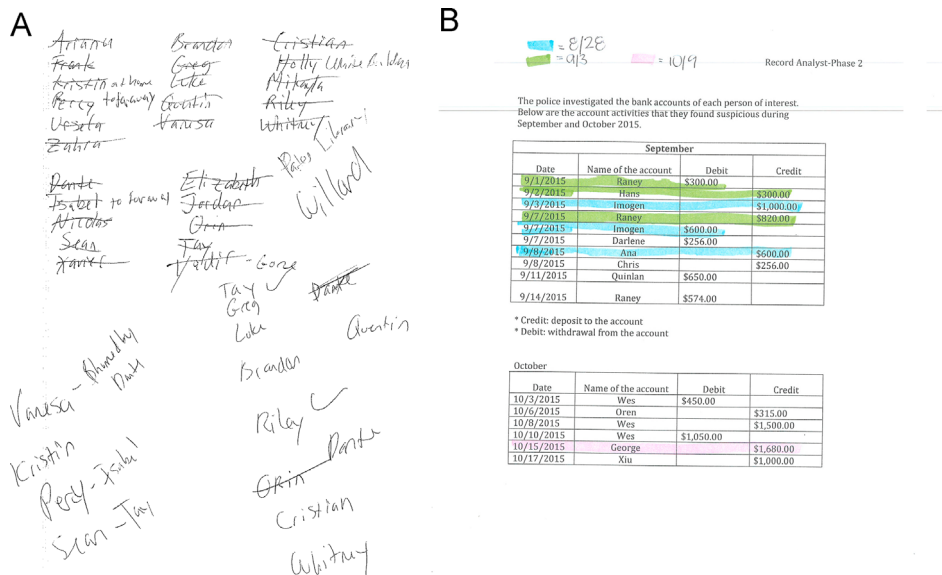 A
Ariana Brandon Cristian
Frank Greg Holly White Building
Kristin at home Luke Mikayla
Percy to far away Quentin Riley
Vanesa Whitney
Zahra Library
Willard
Dante Elizabeth
Isabel to far away Jordan
Nicolas Orin
Sean Tay
Xavier - Gone
Tay Dante
Greg
Luke Quentin
Brandon
Vanesa - Blamed by
Dante
Riley
Kristin Dante
Percy - Isabel Orin
Sean - Tay Cristian
Whitney
B
= 8/28
= 9/3 = 10/9
Record Analyst-Phase 2
The police investigated the bank accounts of each person of interest.
Below are the account activities that they found suspicious during
September and October 2015.
September
Date Name of the account Debit Credit
9/1/2015 Raney $300.00
9/2/2015 Hans $300.00
9/3/2015 Imogen $1,000.00
9/7/2015 Raney $820.00
9/7/2015 Imogen $600.00
9/7/2015 Darlene $256.00
9/8/2015 Ana $600.00
9/8/2015 Chris $256.00
9/11/2015 Quinlan $650.00
9/14/2015 Raney $574.00
* Credit: deposit to the account
* Debit: withdrawal from the account
October
Date Name of the account Debit Credit
10/3/2015 Wes $450.00
10/6/2015 Oren $315.00
10/8/2015 Wes $1,500.00
10/10/2015 Wes $1,050.00
10/15/2015 George $1,680.00
10/17/2015 Xiu $1,000.00